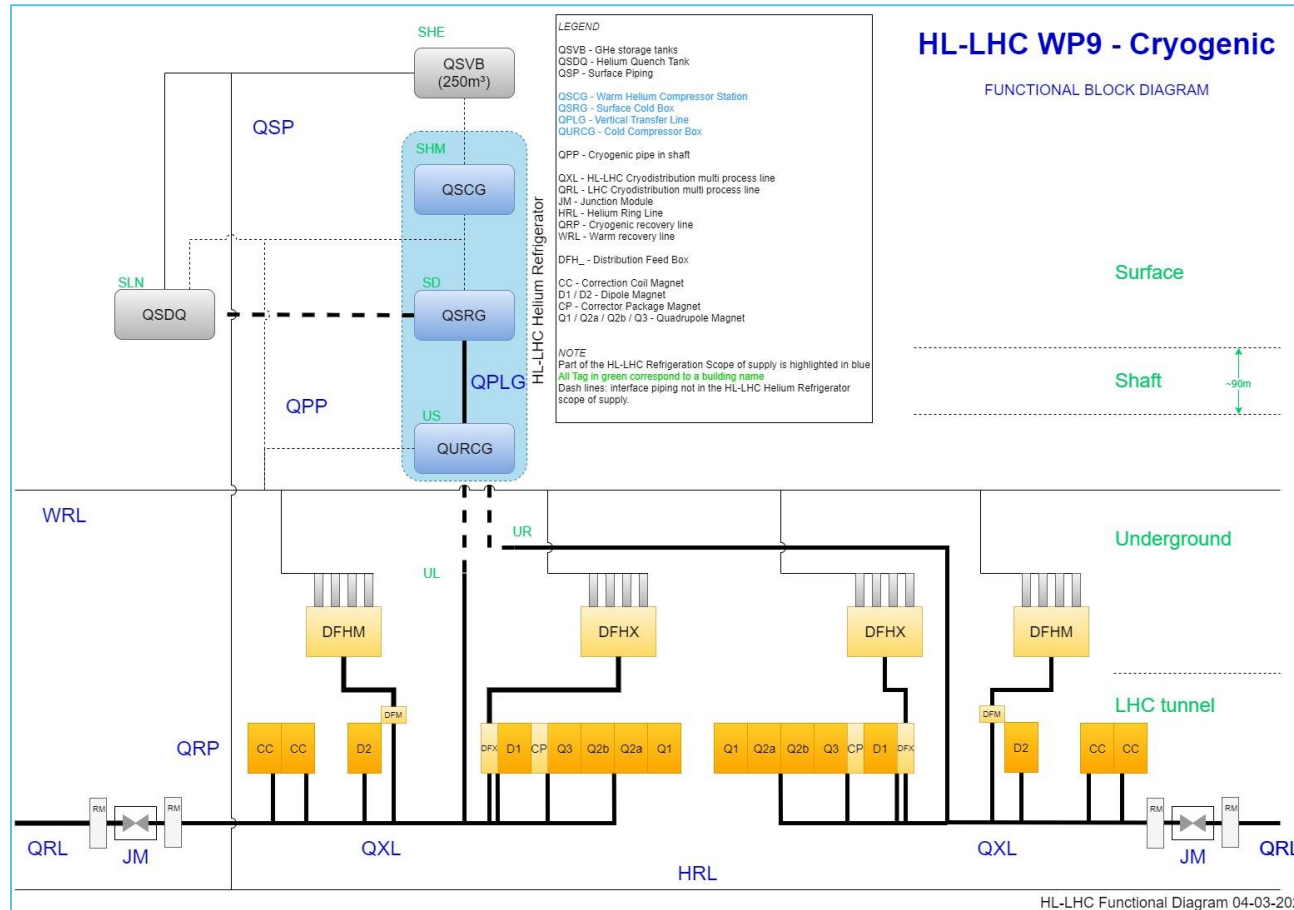 HL-LHC WP9 - Cryogenic
FUNCTIONAL BLOCK DIAGRAM
SHE
QSVB
(250m³)
QSP
SHM
QSCG
SLN
QSDQ
SD
QSRG
QPLG
QPP
US
QURCG
HL-LHC Helium Refrigerator
LEGEND
QSVB - GHe storage tanks
QSDQ - Helium Quench Tank
QSP - Surface Piping
QSCG - Warm Helium Compressor Station
QSRG - Surface Cold Box
QPLG - Vertical Transfer Line
QURCG - Cold Compressor Box
QPP - Cryogenic pipe in shaft
QXL - HL-LHC Cryodistribution multi process line
QRL - LHC Cryodistribution multi process line
JM - Junction Module
HRL - Helium Ring Line
QRP - Cryogenic recovery line
WRL - Warm recovery line
DFH_ - Distribution Feed Box
CC - Correction Coil Magnet
D1 / D2 - Dipole Magnet
CP - Corrector Package Magnet
Q1 / Q2a / Q2b / Q3 - Quadrupole Magnet
NOTE
Part of the HL-LHC Refrigeration Scope of supply is highlighted in blue
All Tag in green correspond to a building name
Dash lines: interface piping not in the HL-LHC Helium Refrigerator
scope of supply.
Surface
Shaft
~90m
WRL
UR
Underground
UL
DFHM
DFHX
DFHX
DFHM
LHC tunnel
QRP
CC CC
D2
DFM
DFX D1 CP Q3 Q2b Q2a Q1
Q1 Q2a Q2b Q3 CP D1 DFX
DFM
D2
CC CC
RM
RM
RM
RM
QRL
JM
QXL
HRL
QXL
JM
QRL
HL-LHC Functional Diagram 04-03-202